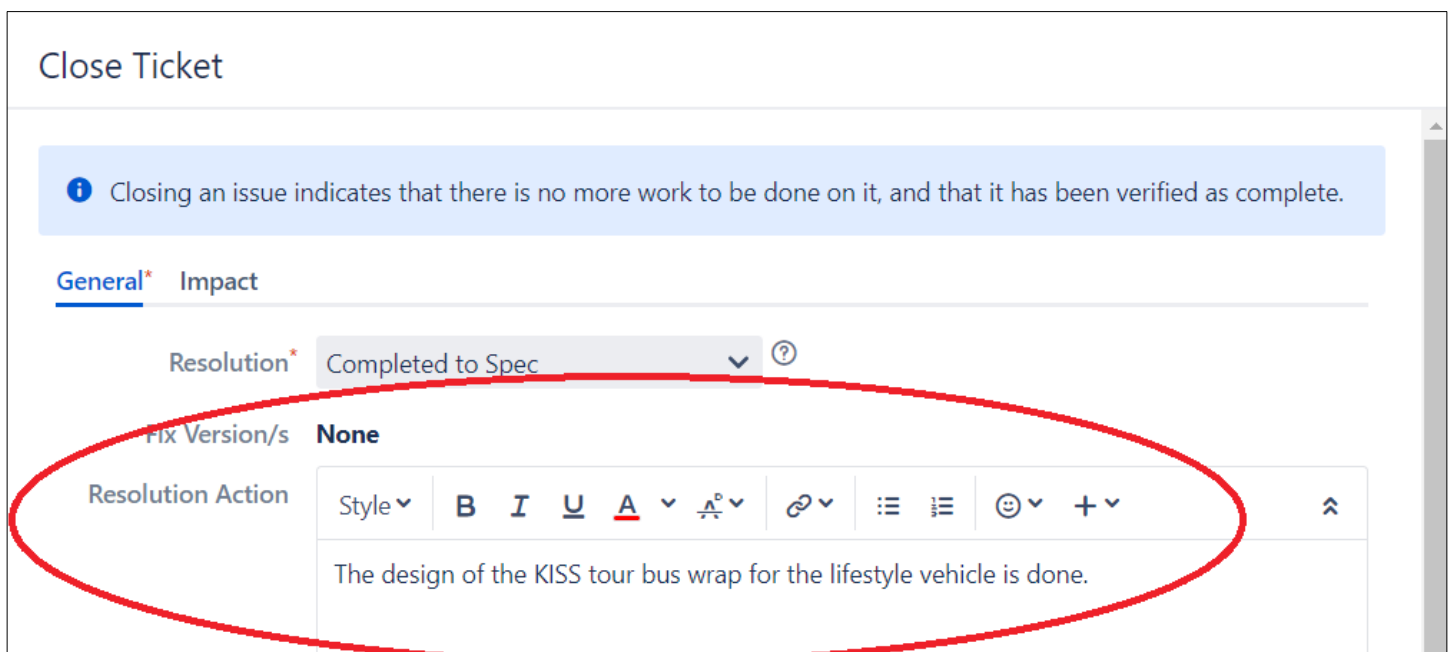 Close Ticket
Closing an issue indicates that there is no more work to be done on it, and that it has been verified as complete.
General* Impact
Resolution* Completed to Spec
Fix Version/s None
Resolution Action
Style B I U A
The design of the KISS tour bus wrap for the lifestyle vehicle is done.